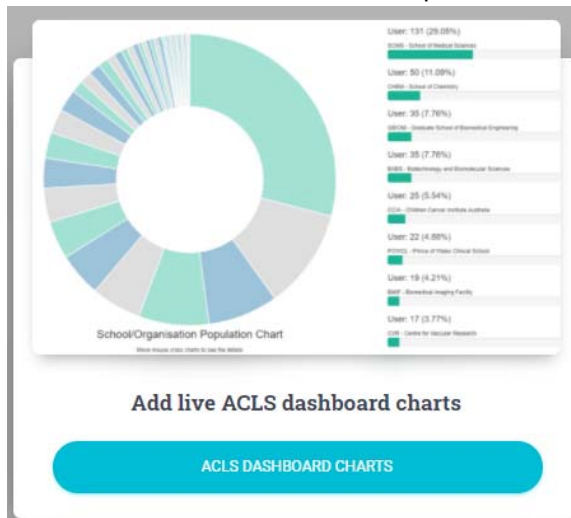 School/Organisation Population Chart
Move mouse cross charts to see the details
User: 131 (29.05%)
SOMS - School of Medical Sciences
User: 50 (11.09%)
CHEM - School of Chemistry
User: 35 (7.76%)
GBIOM - Graduate School of Biomedical Engineering
User: 35 (7.76%)
BABS - Biotechnology and Biomolecular Sciences
User: 25 (5.54%)
CCIA - Children Cancer Institute Australia
User: 22 (4.88%)
POWCL - Prince of Wales Clinical School
User: 19 (4.21%)
BMIF - Biomedical Imaging Facility
User: 17 (3.77%)
CVR - Centre for Vascular Research
Add live ACLS dashboard charts
ACLS DASHBOARD CHARTS